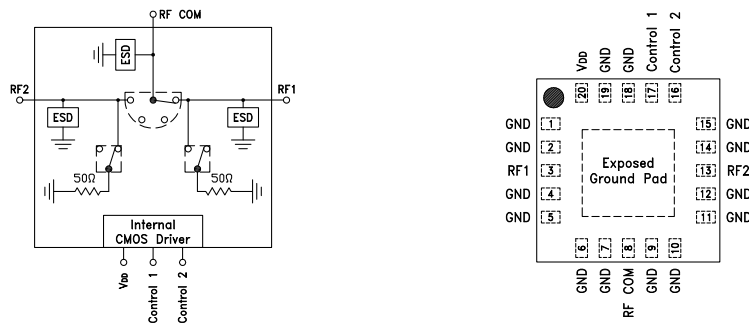 RF COM
ESD
RF2
RF1
ESD
ESD
50Ω
50Ω
Internal
CMOS Driver
VDD
Control 1
Control 2
VDD
GND
GND
Control 1
Control 2
20
19
18
17
16
GND 1
GND 2
RF1 3
GND 4
GND 5
15 GND
14 GND
13 RF2
12 GND
11 GND
Exposed
Ground Pad
6
7
8
9
10
GND
GND
RF COM
GND
GND